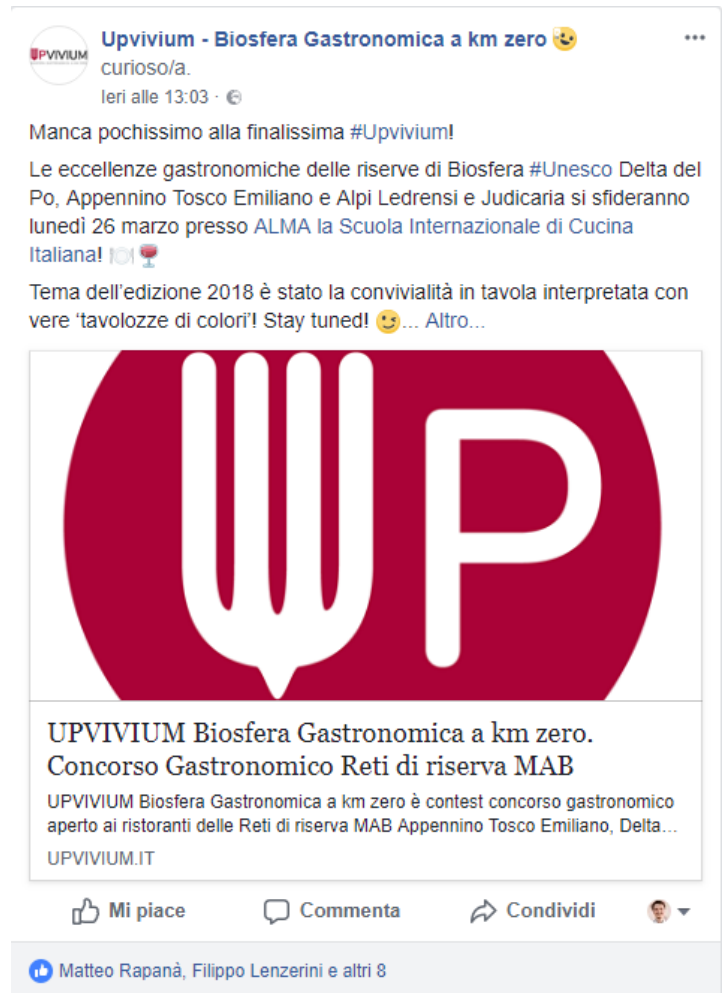 UPVIVIUM
Upvivium - Biosfera Gastronomica a km zero
curioso/a.
Ieri alle 13:03
Manca pochissimo alla finalissima #Upvivium!
Le eccellenze gastronomiche delle riserve di Biosfera #Unesco Delta del
Po, Appennino Tosco Emiliano e Alpi Ledrensi e Judicaria si sfideranno
lunedì 26 marzo presso ALMA la Scuola Internazionale di Cucina
Italiana!
Tema dell'edizione 2018 è stato la convivialità in tavola interpretata con
vere 'tavolozze di colori'! Stay tuned! ... Altro...
UP
UPVIVIUM Biosfera Gastronomica a km zero.
Concorso Gastronomico Reti di riserva MAB
UPVIVIUM Biosfera Gastronomica a km zero è contest concorso gastronomico
aperto ai ristoranti delle Reti di riserva MAB Appennino Tosco Emiliano, Delta...
UPVIVIUM.IT
Mi piace Commenta Condividi
Matteo Rapanà, Filippo Lenzerini e altri 8